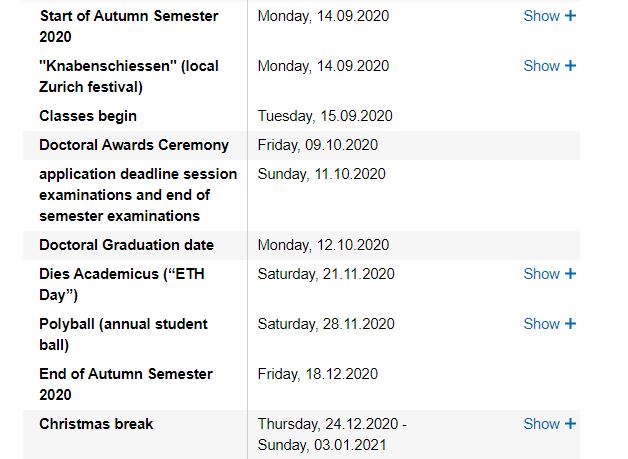 Start of Autumn Semester Monday, 14.09.2020 Show +
2020
"Knabenschiessen" (local Monday, 14.09.2020 Show +
Zurich festival)
Classes begin Tuesday, 15.09.2020
Doctoral Awards Ceremony Friday, 09.10.2020
application deadline session Sunday, 11.10.2020
examinations and end of
semester examinations
Doctoral Graduation date Monday, 12.10.2020
Dies Academicus (“ETH Saturday, 21.11.2020 Show +
Day”)
Polyball (annual student Saturday, 28.11.2020 Show +
ball)
End of Autumn Semester Friday, 18.12.2020
2020
Christmas break Thursday, 24.12.2020 - Show +
Sunday, 03.01.2021